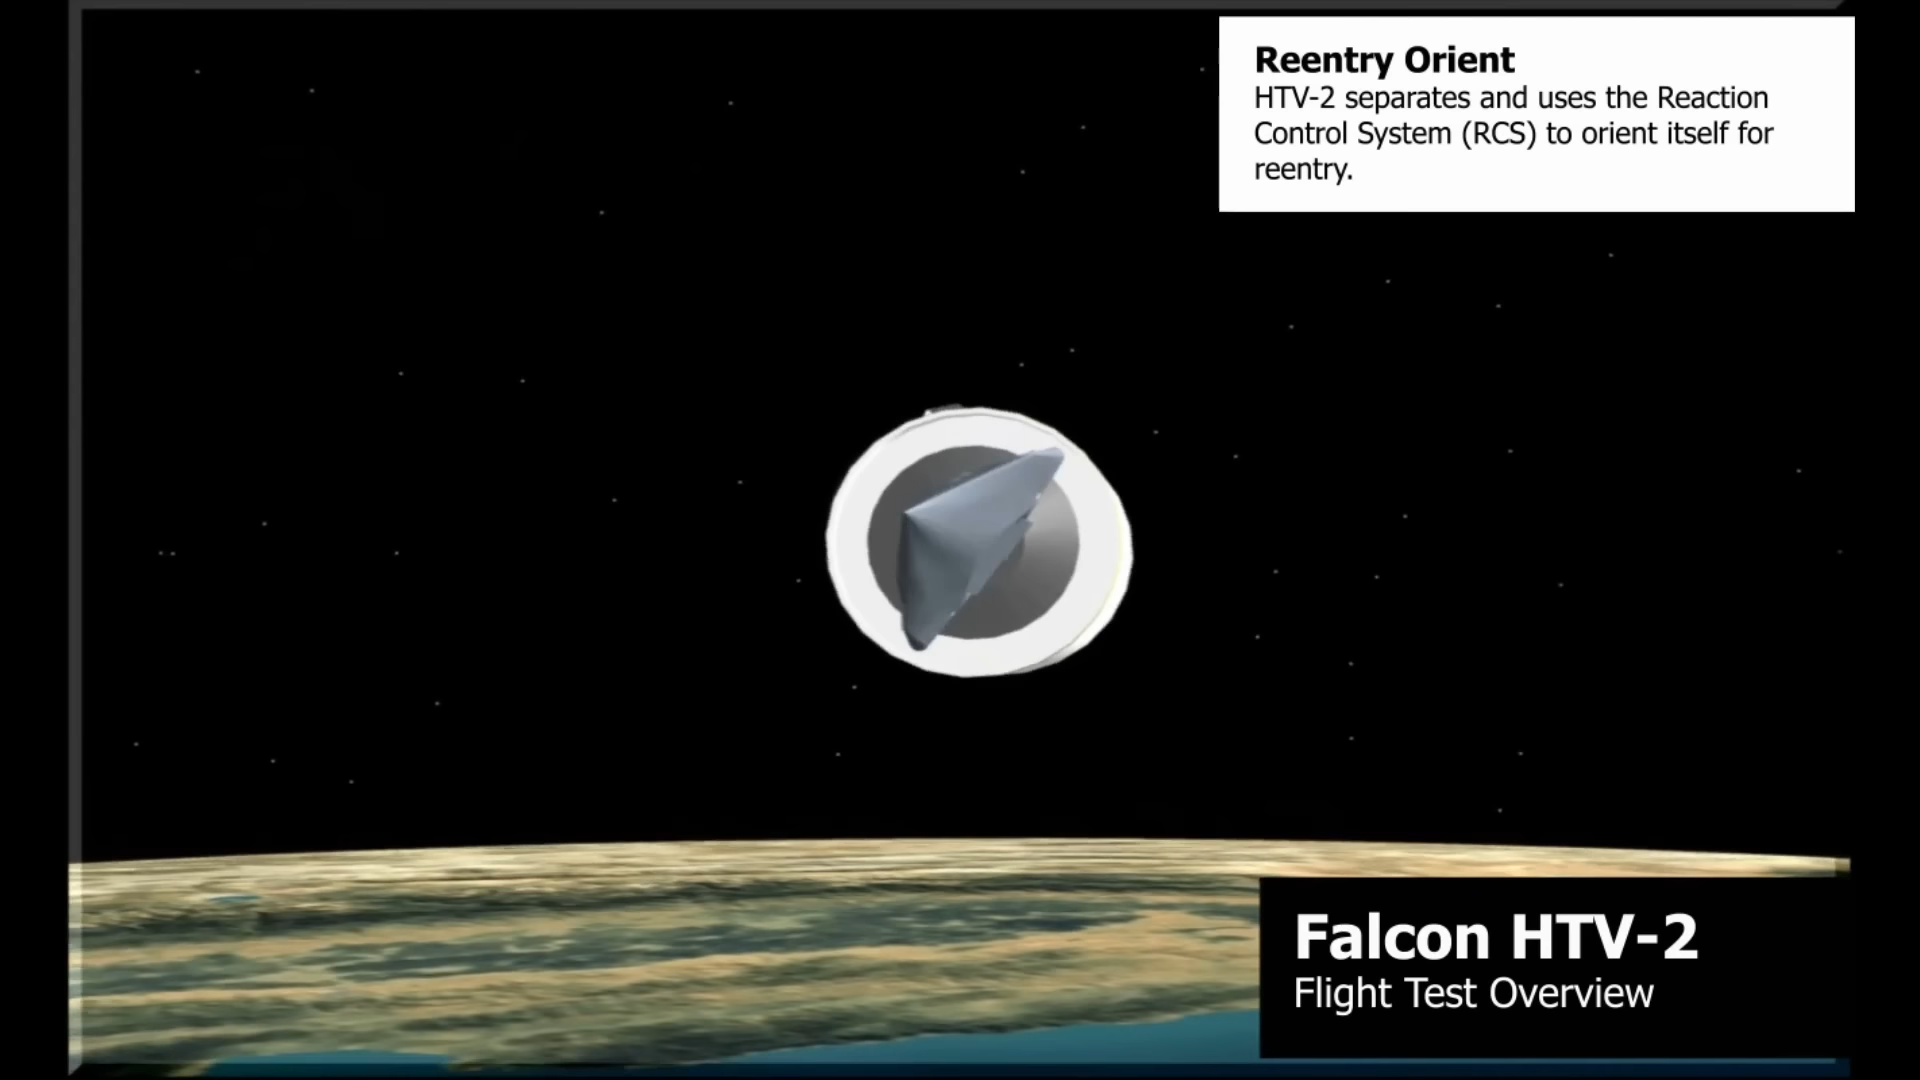 Reentry Orient
HTV-2 separates and uses the Reaction
Control System (RCS) to orient itself for
reentry.
Falcon HTV-2
Flight Test Overview